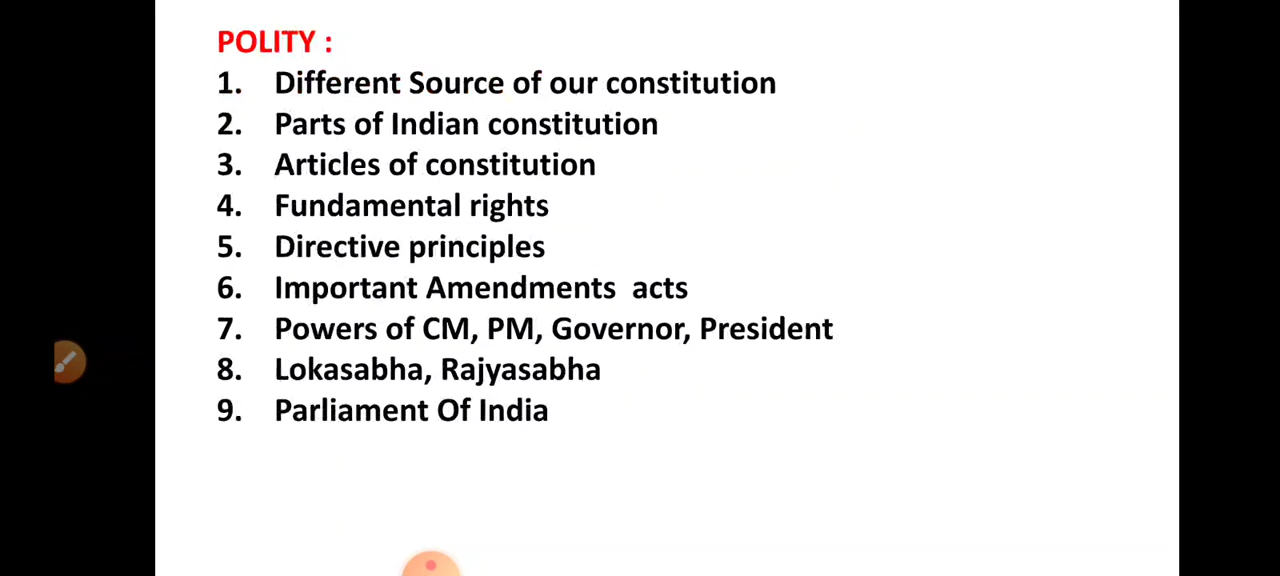 POLITY :
1. Different Source of our constitution
2. Parts of Indian constitution
3. Articles of constitution
4. Fundamental rights
5. Directive principles
6. Important Amendments  acts
7. Powers of CM, PM, Governor, President
8. Lokasabha, Rajyasabha
9. Parliament Of India